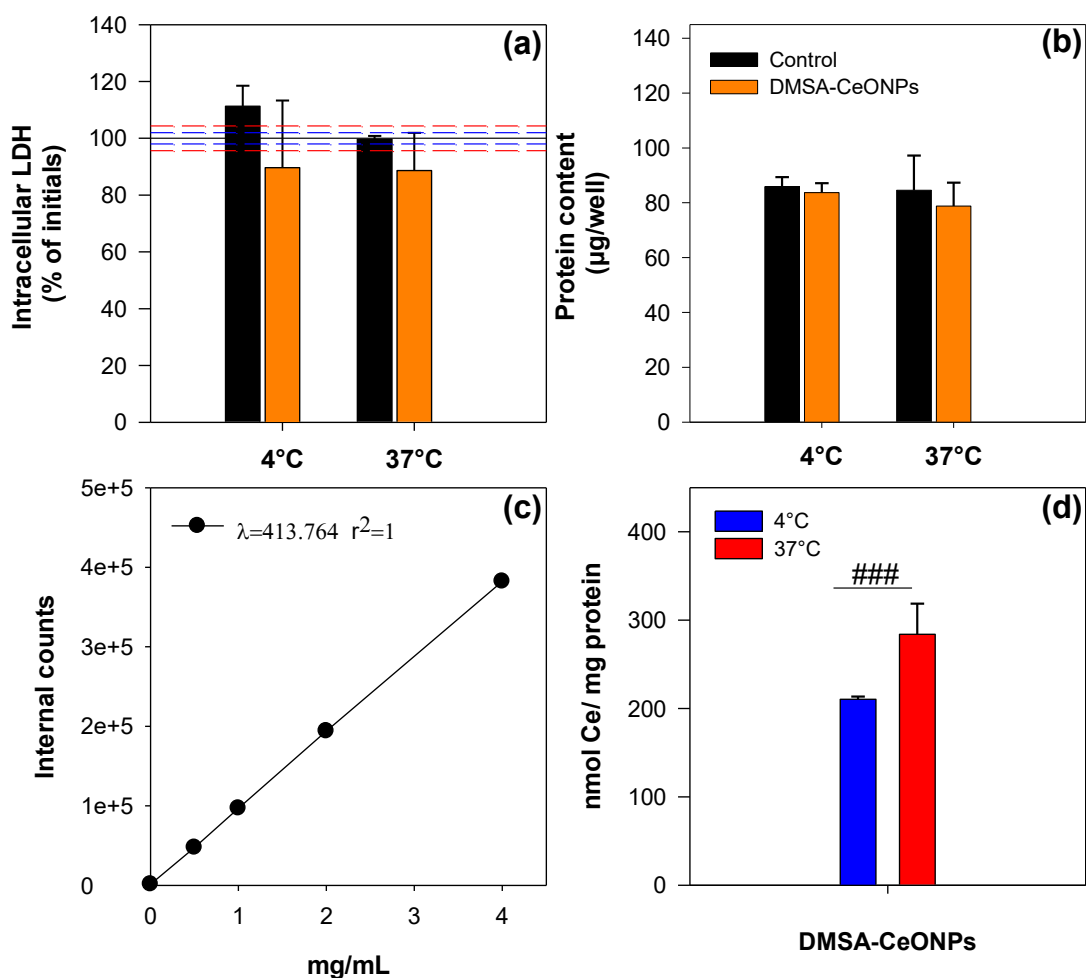 (a)
Intracellular LDH
(% of initials)
140
120
100
80
60
40
20
0
4°C
37°C
(b)
Control
DMSA-CeONPs
Protein content
(µg/well)
140
120
100
80
60
40
20
0
4°C
37°C
(c)
λ=413.764 r²=1
Internal counts
5e+5
4e+5
3e+5
2e+5
1e+5
0
0
1
2
3
4
mg/mL
(d)
4°C
37°C
###
nmol Ce/ mg protein
400
300
200
100
0
DMSA-CeONPs